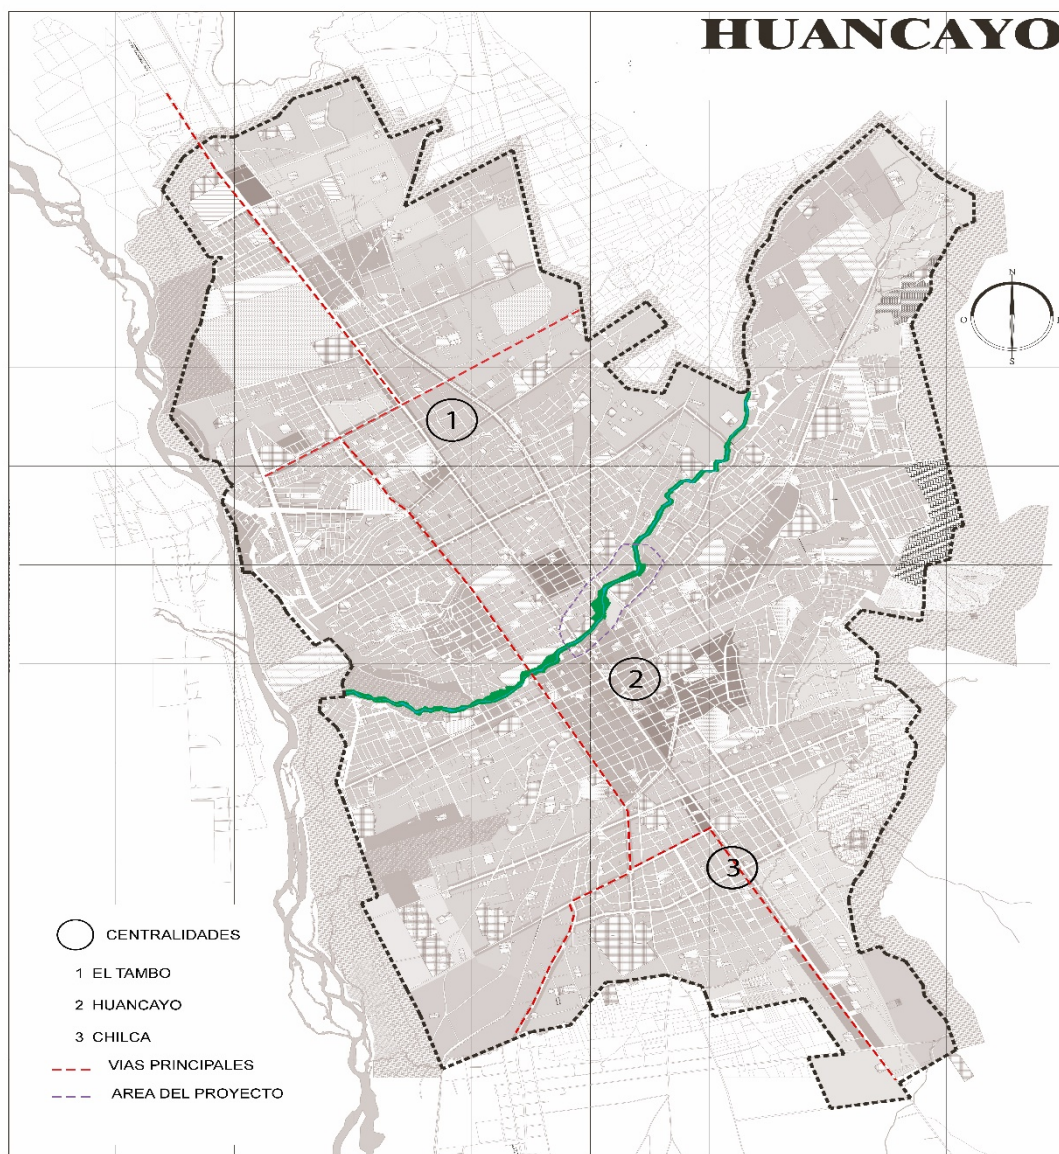 HUANCAYO
N
O
S
CENTRALIDADES
1 EL TAMBO
2 HUANCAYO
3 CHILCA
VIAS PRINCIPALES
AREA DEL PROYECTO
1
2
3